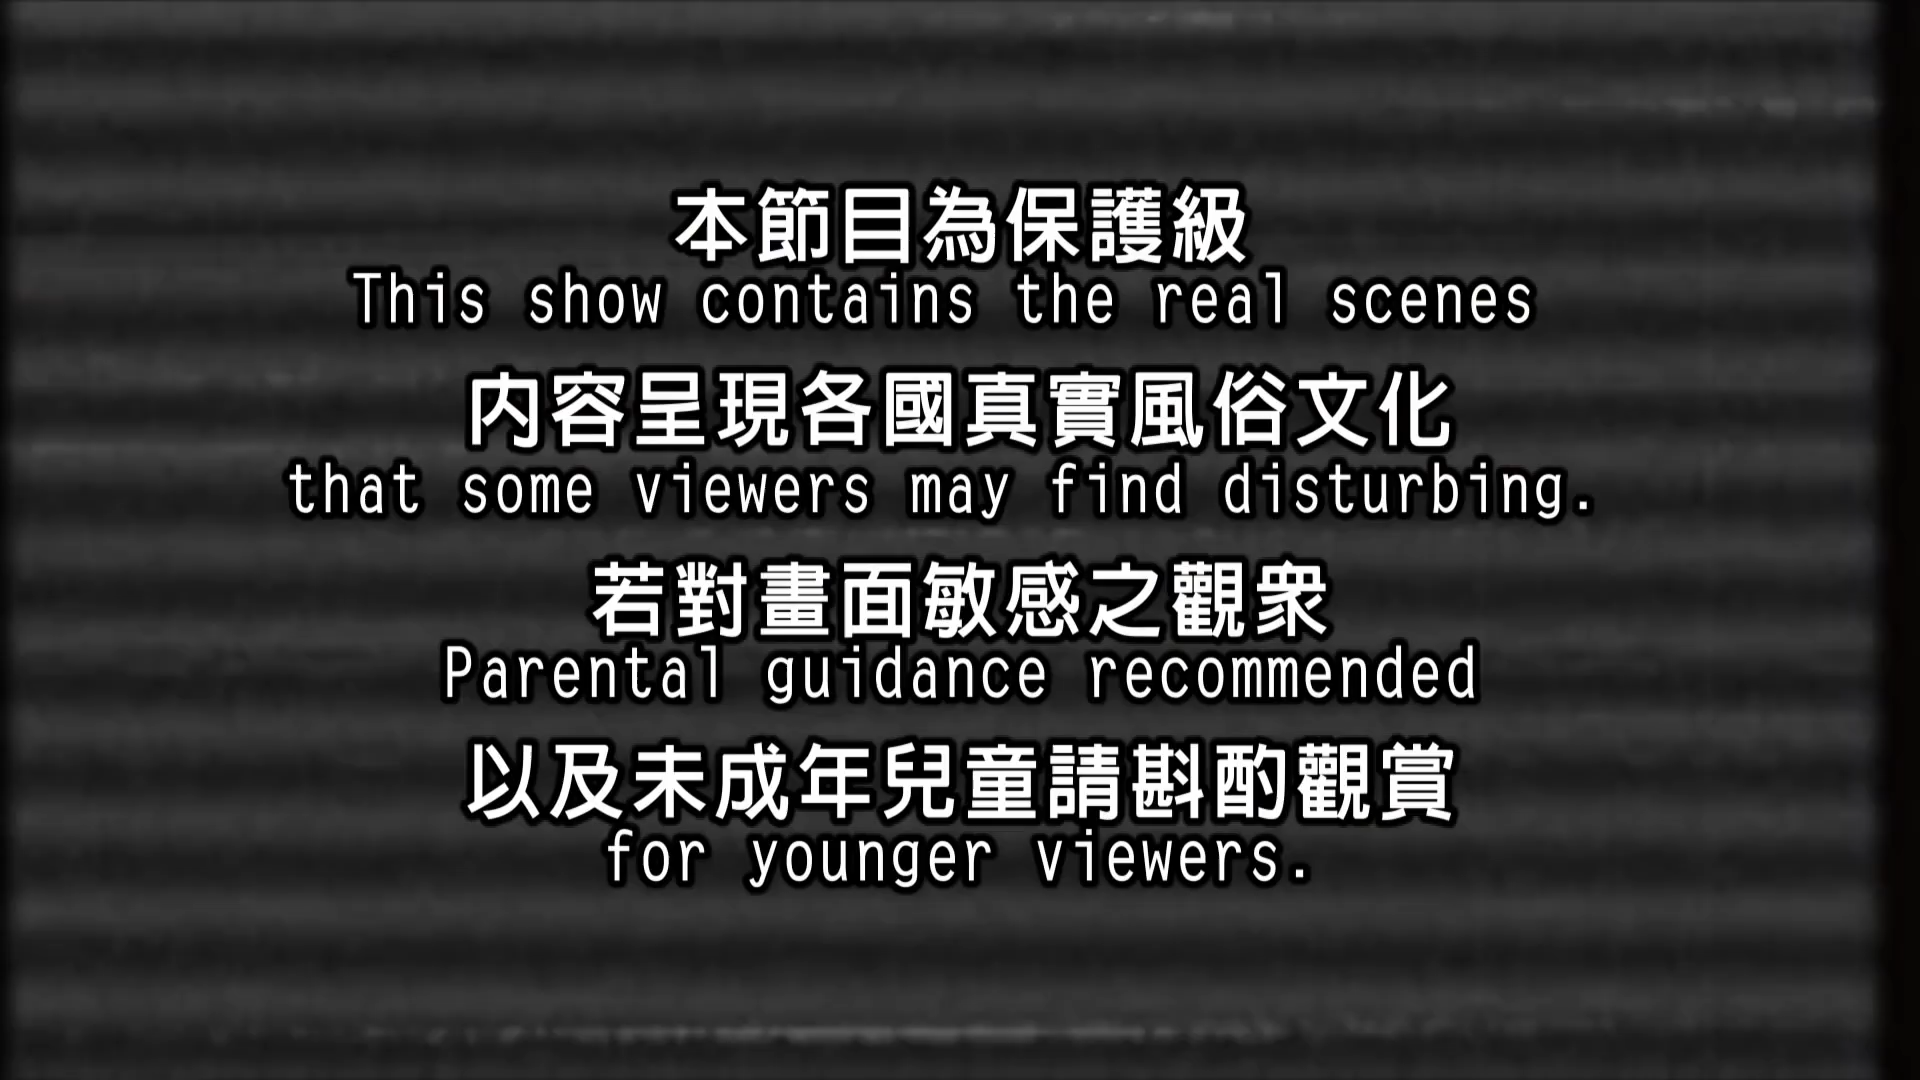 本節目為保護級
This show contains the real scenes
内容呈現各國真實風俗文化
that some viewers may find disturbing.
若對畫面敏感之觀衆
Parental guidance recommended
以及未成年兒童請斟酌觀賞
for younger viewers.